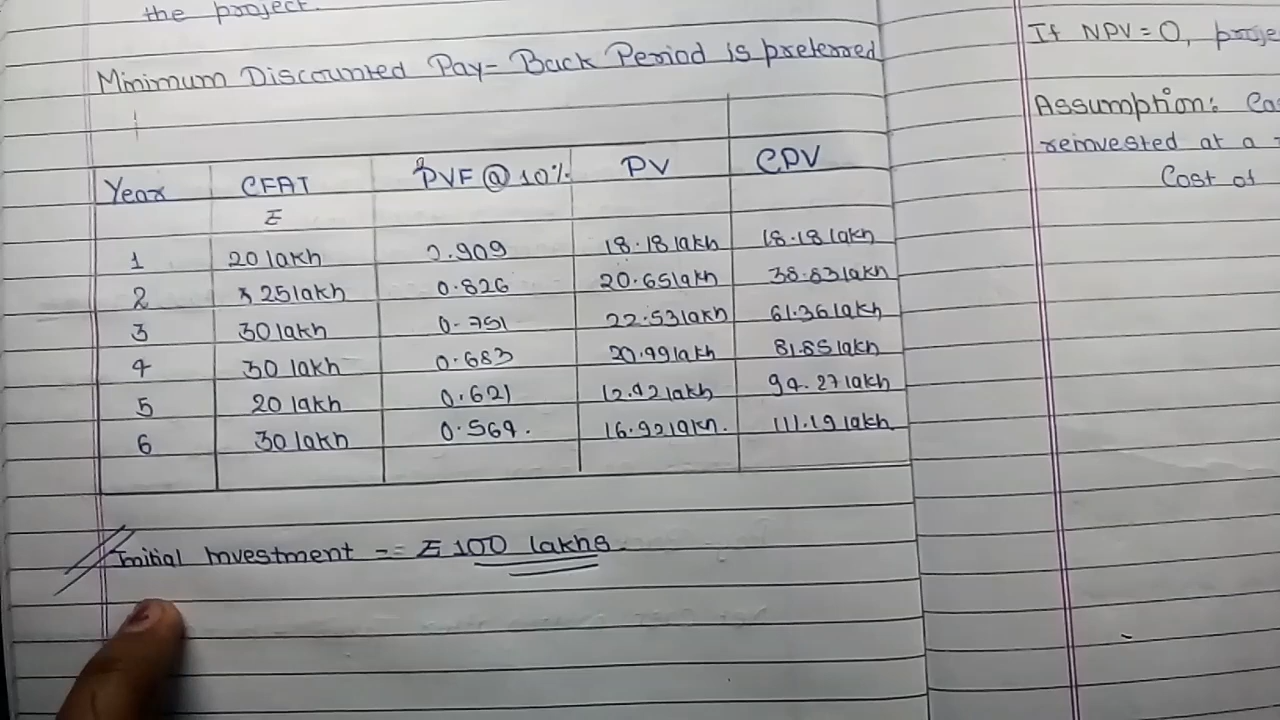 the project.
Minimum Discounted Pay-Back Period is preferred
Year CFAT PVF @ 10% PV CPV
₹
1 20 lakh 0.909 18.18 lakh 18.18 lakh
2 25 lakh 0.826 20.65 lakh 38.83 lakh
3 30 lakh 0.751 22.53 lakh 61.36 lakh
4 30 lakh 0.683 20.49 lakh 81.85 lakh
5 20 lakh 0.621 12.42 lakh 94.27 lakh
6 30 lakh 0.564. 16.92 lakh. 111.19 lakh
Initial Investment = ₹ 100 lakhs.
If NPV = 0, proje
Assumption: Ca
reinvested at a
Cost of